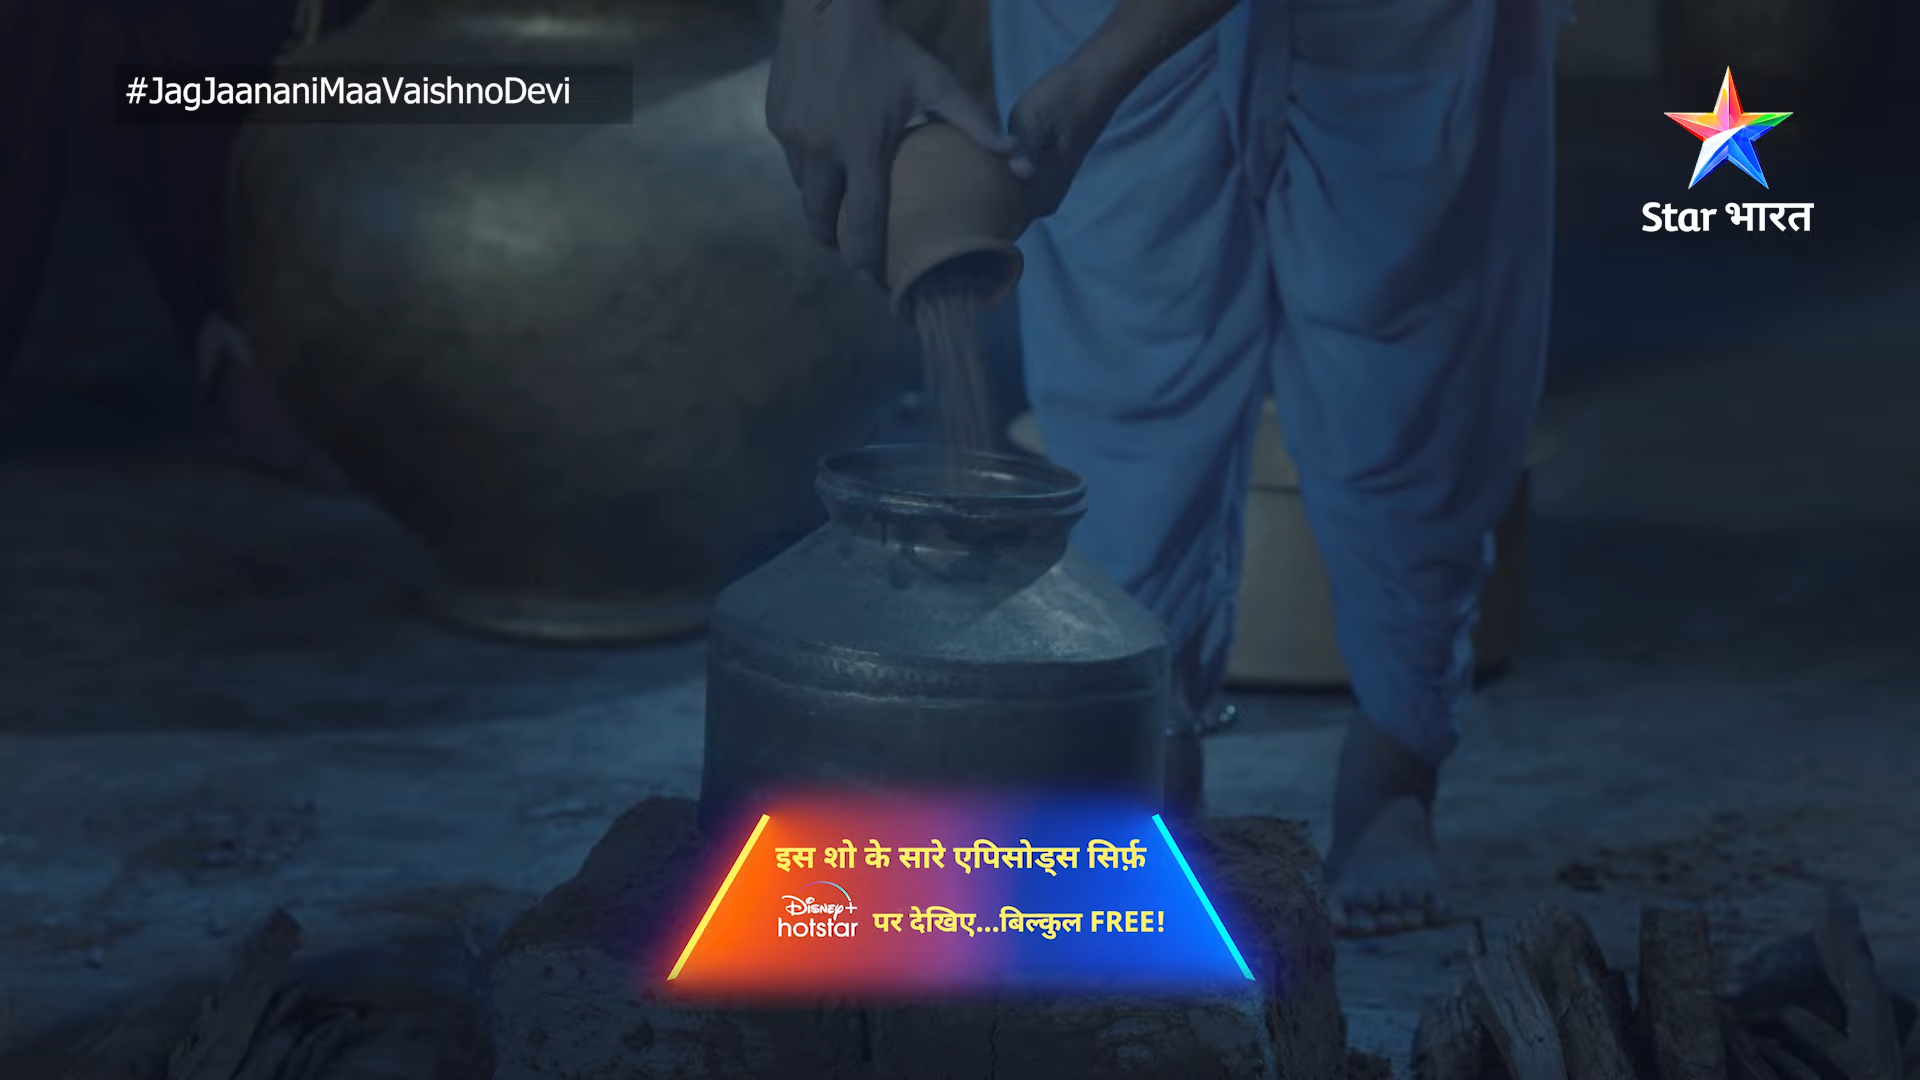 #JagJaananiMaaVaishnoDevi
Star भारत
इस शो के सारे एपिसोड्स सिर्फ़
Disney+ hotstar पर देखिए...बिल्कुल FREE!